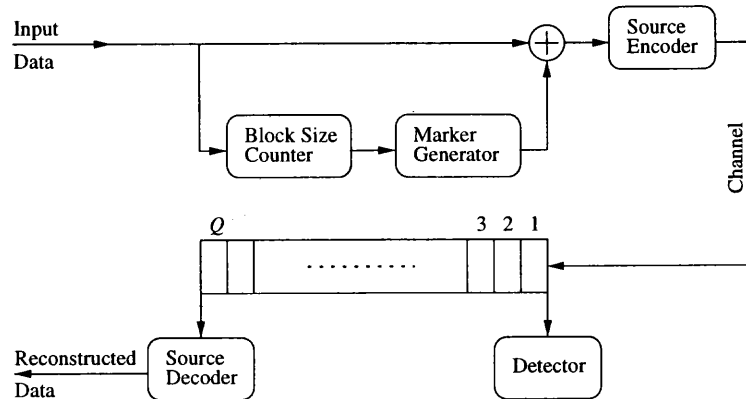 Input
Data
Source
Encoder
Block Size
Counter
Marker
Generator
Channel
Q
3 2 1
Reconstructed
Data
Source
Decoder
Detector